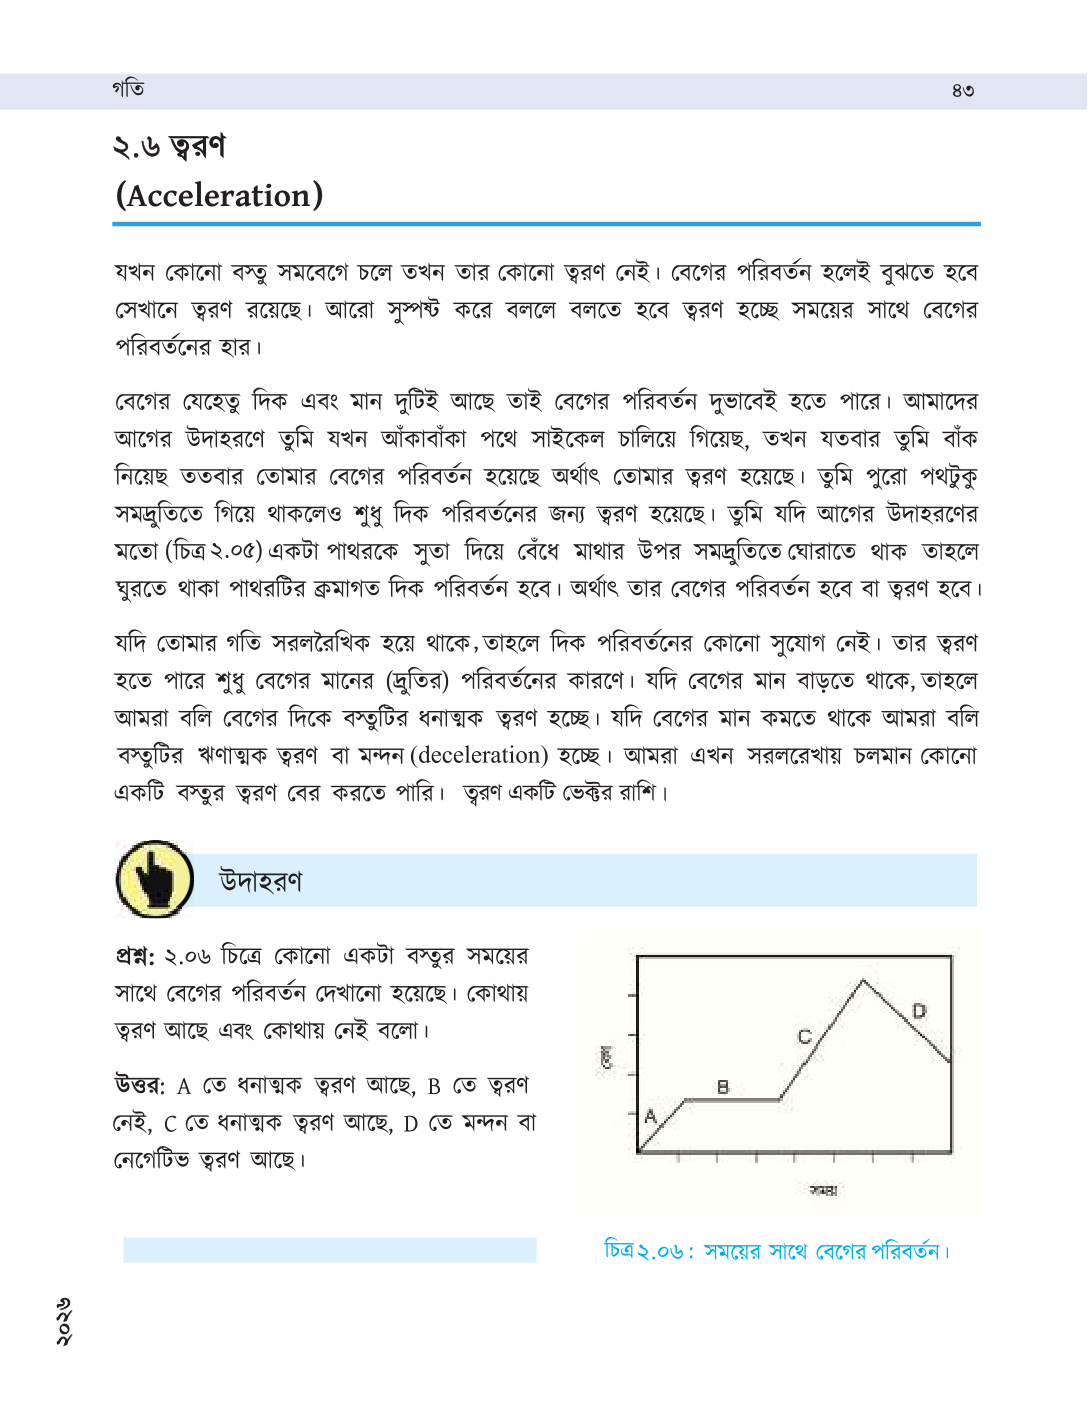 গতি
৪৩
২.৬ ত্বরণ
(Acceleration)
যখন কোনো বস্তু সমবেগে চলে তখন তার কোনো ত্বরণ নেই। বেগের পরিবর্তন হলেই বুঝতে হবে
সেখানে ত্বরণ রয়েছে। আরো সুস্পষ্ট করে বললে বলতে হবে ত্বরণ হচ্ছে সময়ের সাথে বেগের
পরিবর্তনের হার।
বেগের যেহেতু দিক এবং মান দুটিই আছে তাই বেগের পরিবর্তন দুভাবেই হতে পারে। আমাদের
আগের উদাহরণে তুমি যখন আঁকাবাঁকা পথে সাইকেল চালিয়ে গিয়েছ, তখন যতবার তুমি বাঁক
নিয়েছ ততবার তোমার বেগের পরিবর্তন হয়েছে অর্থাৎ তোমার ত্বরণ হয়েছে। তুমি পুরো পথটুকু
সমদ্রুতিতে গিয়ে থাকলেও শুধু দিক পরিবর্তনের জন্য ত্বরণ হয়েছে। তুমি যদি আগের উদাহরণের
মতো (চিত্র ২.০৫) একটা পাথরকে সুতা দিয়ে বেঁধে মাথার উপর সমদ্রুতিতে ঘোরাতে থাক তাহলে
ঘুরতে থাকা পাথরটির ক্রমাগত দিক পরিবর্তন হবে। অর্থাৎ তার বেগের পরিবর্তন হবে বা ত্বরণ হবে।
যদি তোমার গতি সরলরৈখিক হয়ে থাকে, তাহলে দিক পরিবর্তনের কোনো সুযোগ নেই। তার ত্বরণ
হতে পারে শুধু বেগের মানের (দ্রুতির) পরিবর্তনের কারণে। যদি বেগের মান বাড়তে থাকে, তাহলে
আমরা বলি বেগের দিকে বস্তুটির ধনাত্মক ত্বরণ হচ্ছে। যদি বেগের মান কমতে থাকে আমরা বলি
বস্তুটির ঋণাত্মক ত্বরণ বা মন্দন (deceleration) হচ্ছে। আমরা এখন সরলরেখায় চলমান কোনো
একটি বস্তুর ত্বরণ বের করতে পারি। ত্বরণ একটি ভেক্টর রাশি।
উদাহরণ
প্রশ্ন: ২.০৬ চিত্রে কোনো একটা বস্তুর সময়ের
সাথে বেগের পরিবর্তন দেখানো হয়েছে। কোথায়
ত্বরণ আছে এবং কোথায় নেই বলো।
উত্তর: A তে ধনাত্মক ত্বরণ আছে, B তে ত্বরণ
নেই, C তে ধনাত্মক ত্বরণ আছে, D তে মন্দন বা
নেগেটিভ ত্বরণ আছে।
বেগ
A
B
C
D
সময়
চিত্র ২.০৬ : সময়ের সাথে বেগের পরিবর্তন।
২০২৬